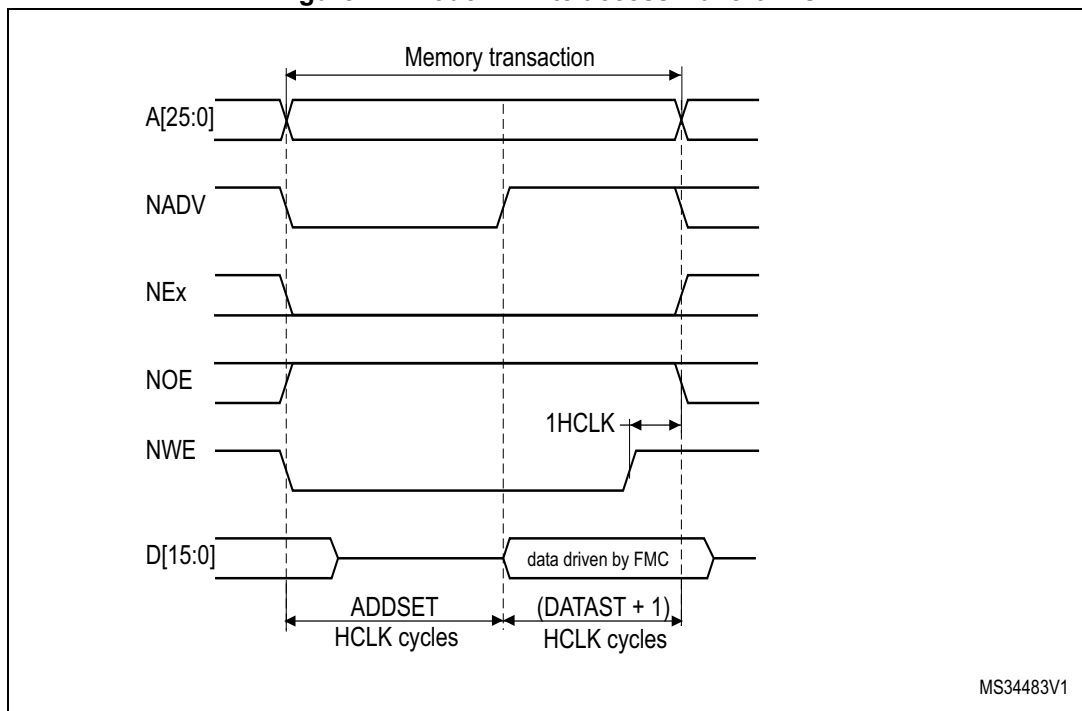 Memory transaction
A[25:0]
NADV
NEx
NOE
1HCLK
NWE
D[15:0]
data driven by FMC
ADDSET
HCLK cycles
(DATAST + 1)
HCLK cycles
MS34483V1